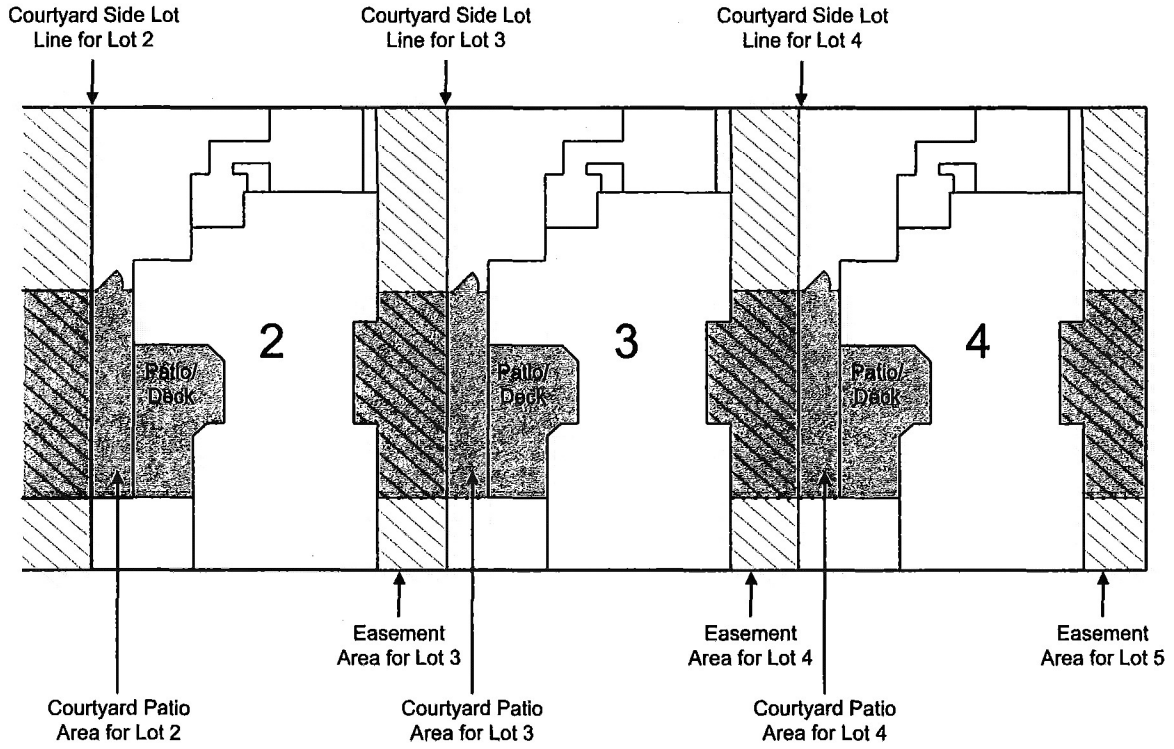 Courtyard Side Lot
Line for Lot 2
Courtyard Side Lot
Line for Lot 3
Courtyard Side Lot
Line for Lot 4
2
3
4
Patio/
Deck
Patio/
Deck
Patio/
Deck
Easement
Area for Lot 3
Easement
Area for Lot 4
Easement
Area for Lot 5
Courtyard Patio
Area for Lot 2
Courtyard Patio
Area for Lot 3
Courtyard Patio
Area for Lot 4